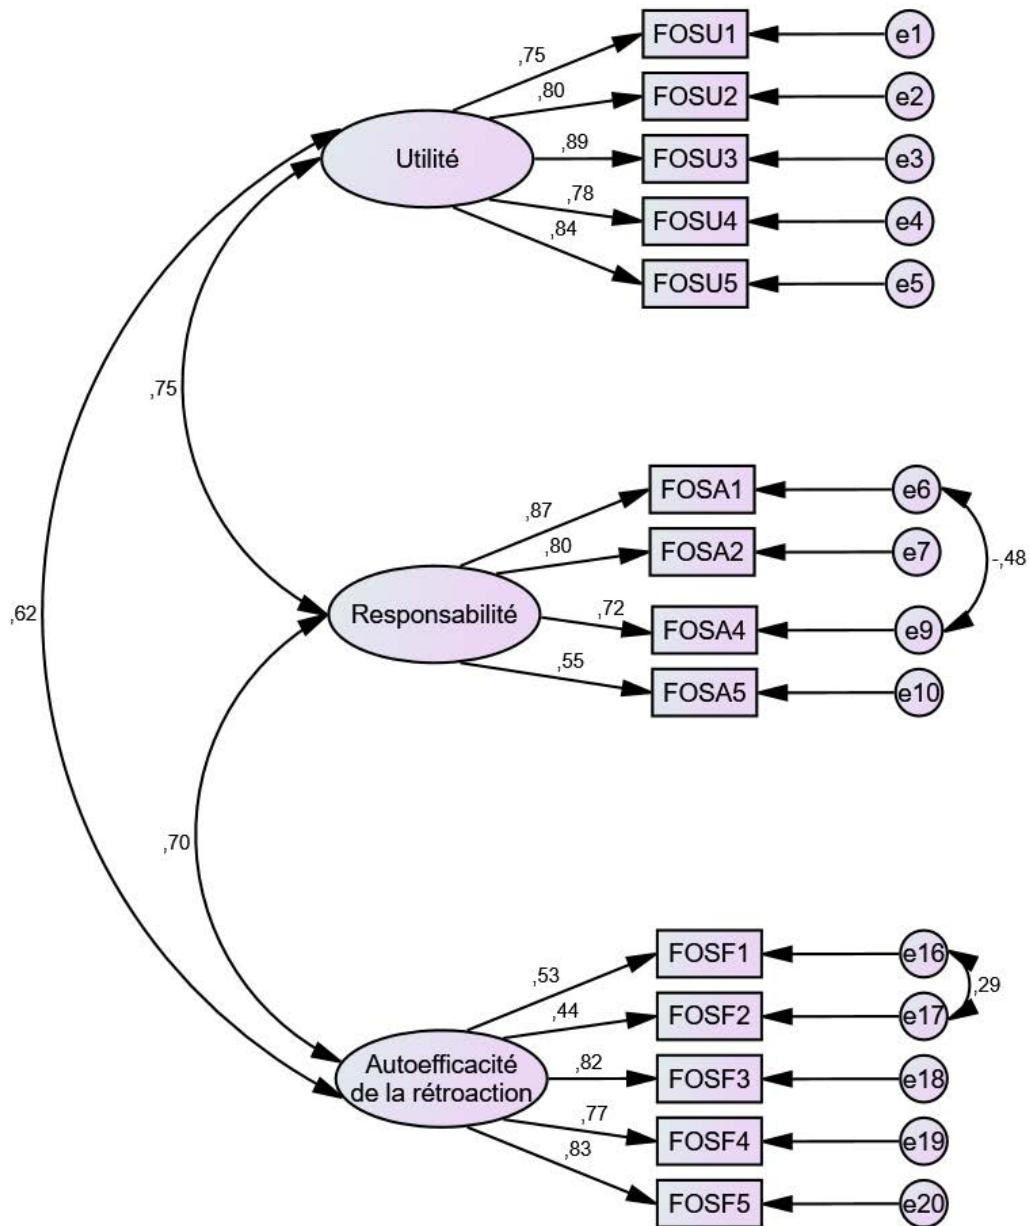 FOSU1
e1
,75
FOSU2
e2
,80
Utilité
,89
FOSU3
e3
,78
FOSU4
e4
,84
FOSU5
e5
,75
FOSA1
e6
,87
FOSA2
e7
,80
-,48
Responsabilité
,62
,72
FOSA4
e9
,55
FOSA5
e10
,70
FOSF1
e16
,53
,29
FOSF2
e17
,44
Autoefficacité
de la rétroaction
,82
FOSF3
e18
,77
FOSF4
e19
,83
FOSF5
e20